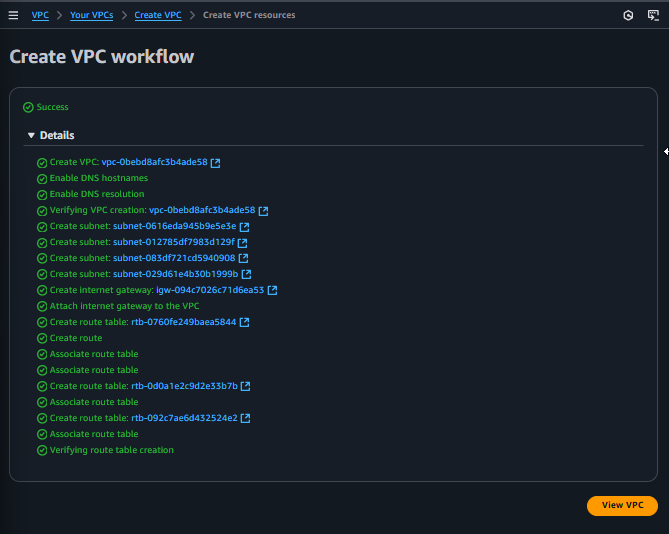 VPC > Your VPCs > Create VPC > Create VPC resources
Create VPC workflow
Success
Details
Create VPC: vpc-0bebd8afc3b4ade58
Enable DNS hostnames
Enable DNS resolution
Verifying VPC creation: vpc-0bebd8afc3b4ade58
Create subnet: subnet-0616eda945b9e5e3e
Create subnet: subnet-012785df7983d129f
Create subnet: subnet-083df721cd5940908
Create subnet: subnet-029d61e4b30b1999b
Create internet gateway: igw-094c7026c71d6ea53
Attach internet gateway to the VPC
Create route table: rtb-0760fe249baea5844
Create route
Associate route table
Associate route table
Create route table: rtb-0d0a1e2c9d2e33b7b
Associate route table
Create route table: rtb-092c7ae6d432524e2
Associate route table
Verifying route table creation
View VPC